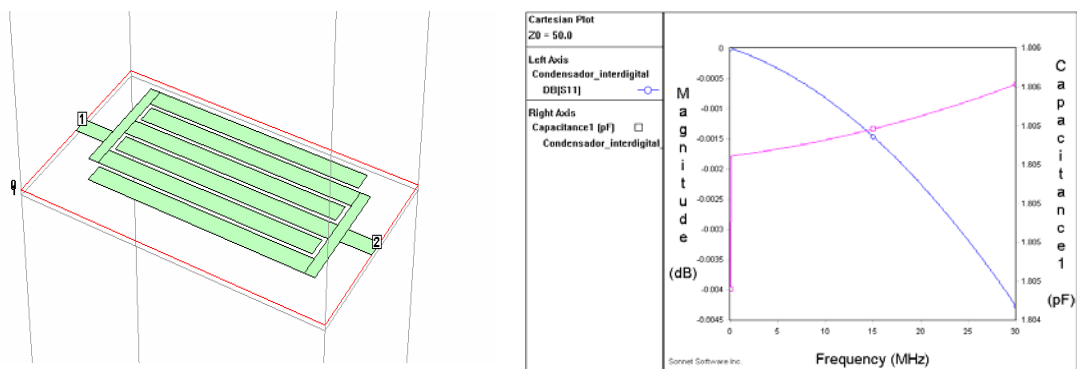 1
2
Cartesian Plot
Z0 = 50.0
Left Axis
Condensador_interdigital
DB[S11]
Right Axis
Capacitance1 (pF)
Condensador_interdigital_
Magnitude
(dB)
0
-0.0005
-0.001
-0.0015
-0.002
-0.0025
-0.003
-0.0035
-0.004
-0.0045
1.806
1.806
1.805
1.805
1.805
1.805
1.805
1.804
Capacitance1
(pF)
0
5
10
15
20
25
30
Frequency (MHz)
Sonnet Software Inc.